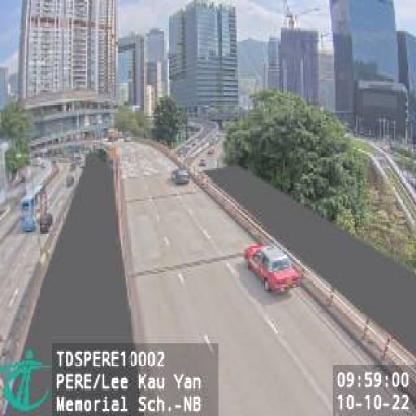 TDSPERE10002
PERE/Lee Kau Yan
Memorial Sch.-NB
09:59:00
10-10-22